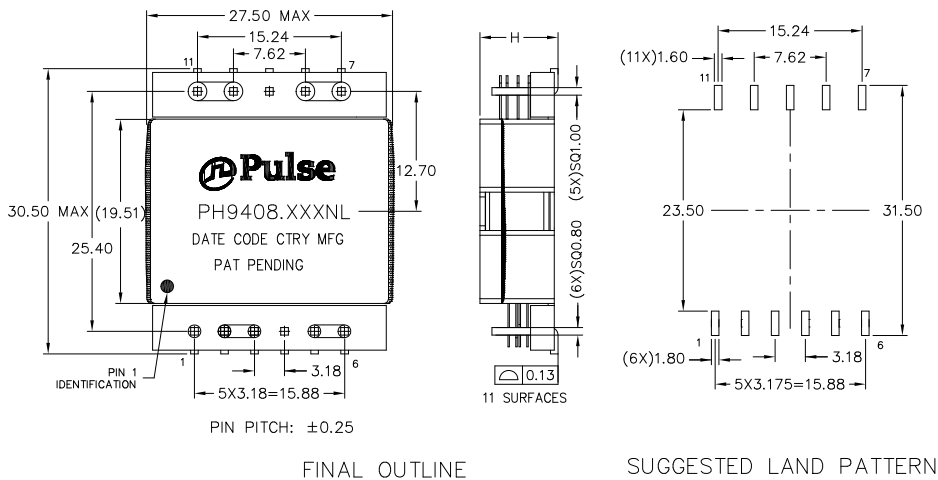 27.50 MAX
15.24
7.62
11
7
30.50 MAX
(19.51)
25.40
12.70
Pulse
PH9408.XXXNL
DATE CODE CTRY MFG
PAT PENDING
PIN 1
IDENTIFICATION
1
6
3.18
5X3.18=15.88
PIN PITCH: ±0.25
FINAL OUTLINE
H
(5X)SQ1.00
(6X)SQ0.80
0.13
11 SURFACES
15.24
(11X)1.60
7.62
11
7
23.50
31.50
1
6
(6X)1.80
3.18
5X3.175=15.88
SUGGESTED LAND PATTERN